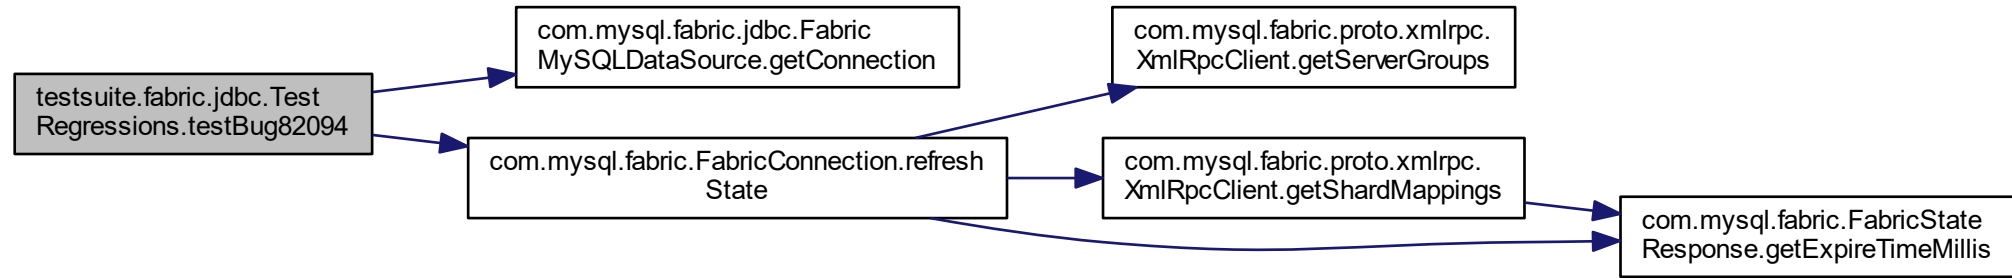 testsuite.fabric.jdbc.Test
Regressions.testBug82094
com.mysql.fabric.jdbc.Fabric
MySQLDataSource.getConnection
com.mysql.fabric.FabricConnection.refresh
State
com.mysql.fabric.proto.xmlrpc.
XmlRpcClient.getServerGroups
com.mysql.fabric.proto.xmlrpc.
XmlRpcClient.getShardMappings
com.mysql.fabric.FabricState
Response.getExpireTimeMillis